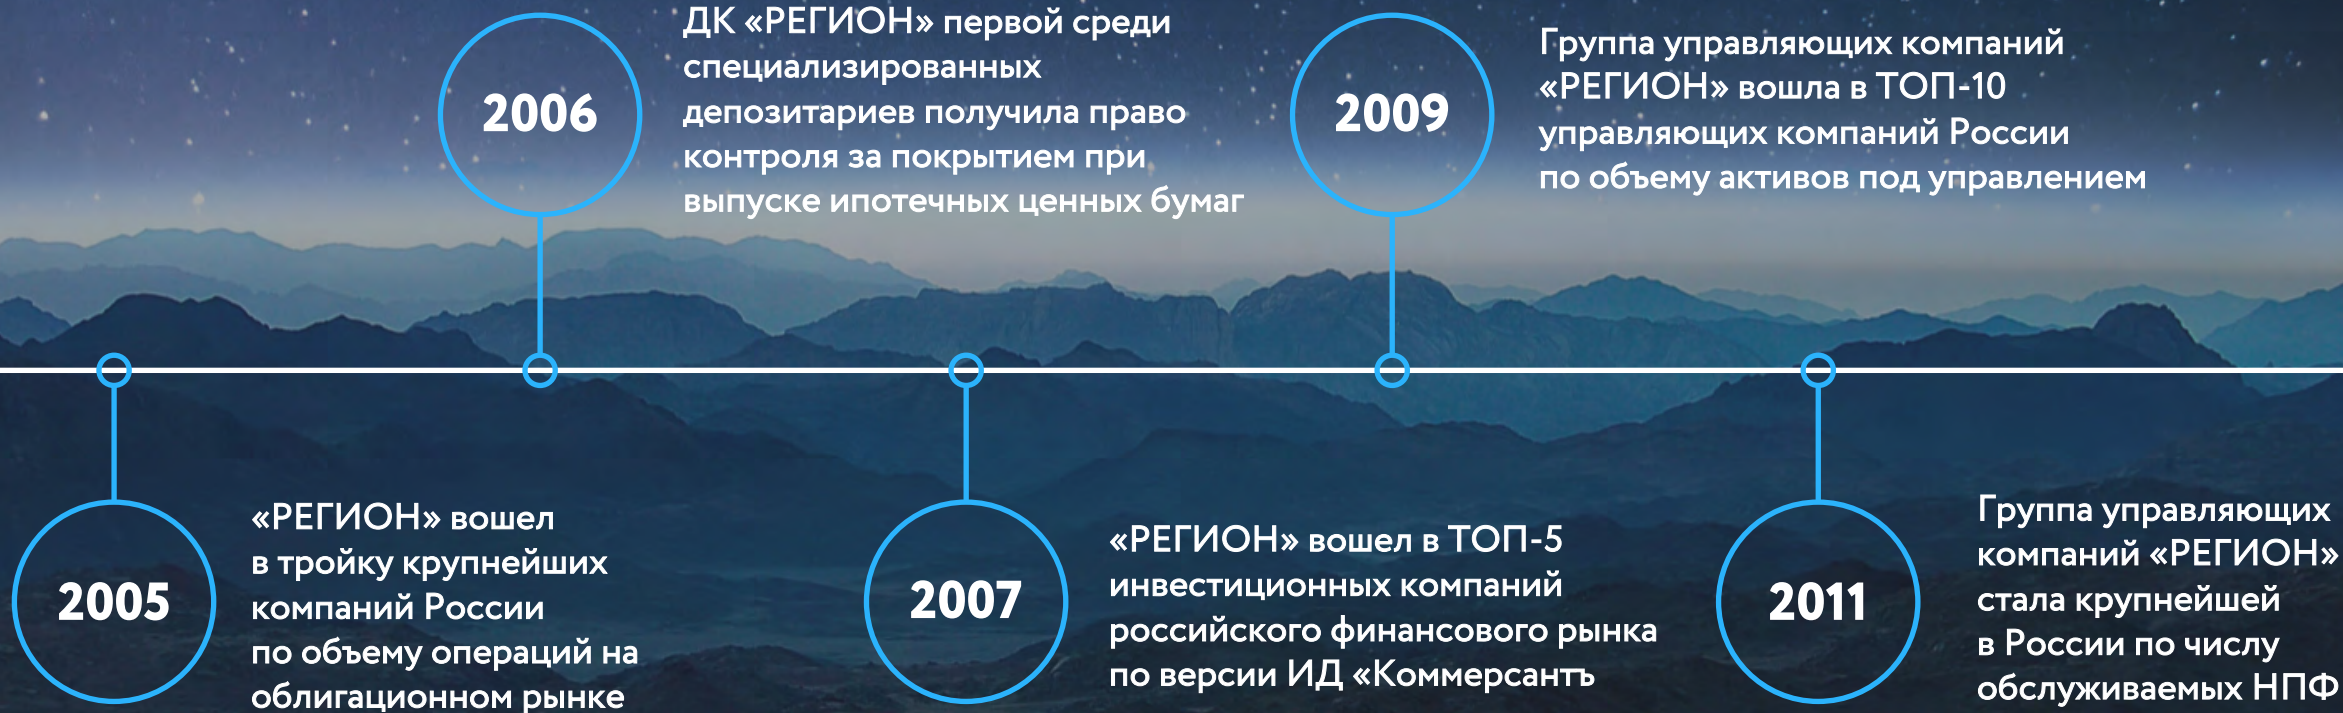 2005
«РЕГИОН» вошел
в тройку крупнейших
компаний России
по объему операций на
облигационном рынке
2006
ДК «РЕГИОН» первой среди
специализированных
депозитариев получила право
контроля за покрытием при
выпуске ипотечных ценных бумаг
2007
«РЕГИОН» вошел в ТОП-5
инвестиционных компаний
российского финансового рынка
по версии ИД «Коммерсантъ
2009
Группа управляющих компаний
«РЕГИОН» вошла в ТОП-10
управляющих компаний России
по объему активов под управлением
2011
Группа управляющих
компаний «РЕГИОН»
стала крупнейшей
в России по числу
обслуживаемых НПФ